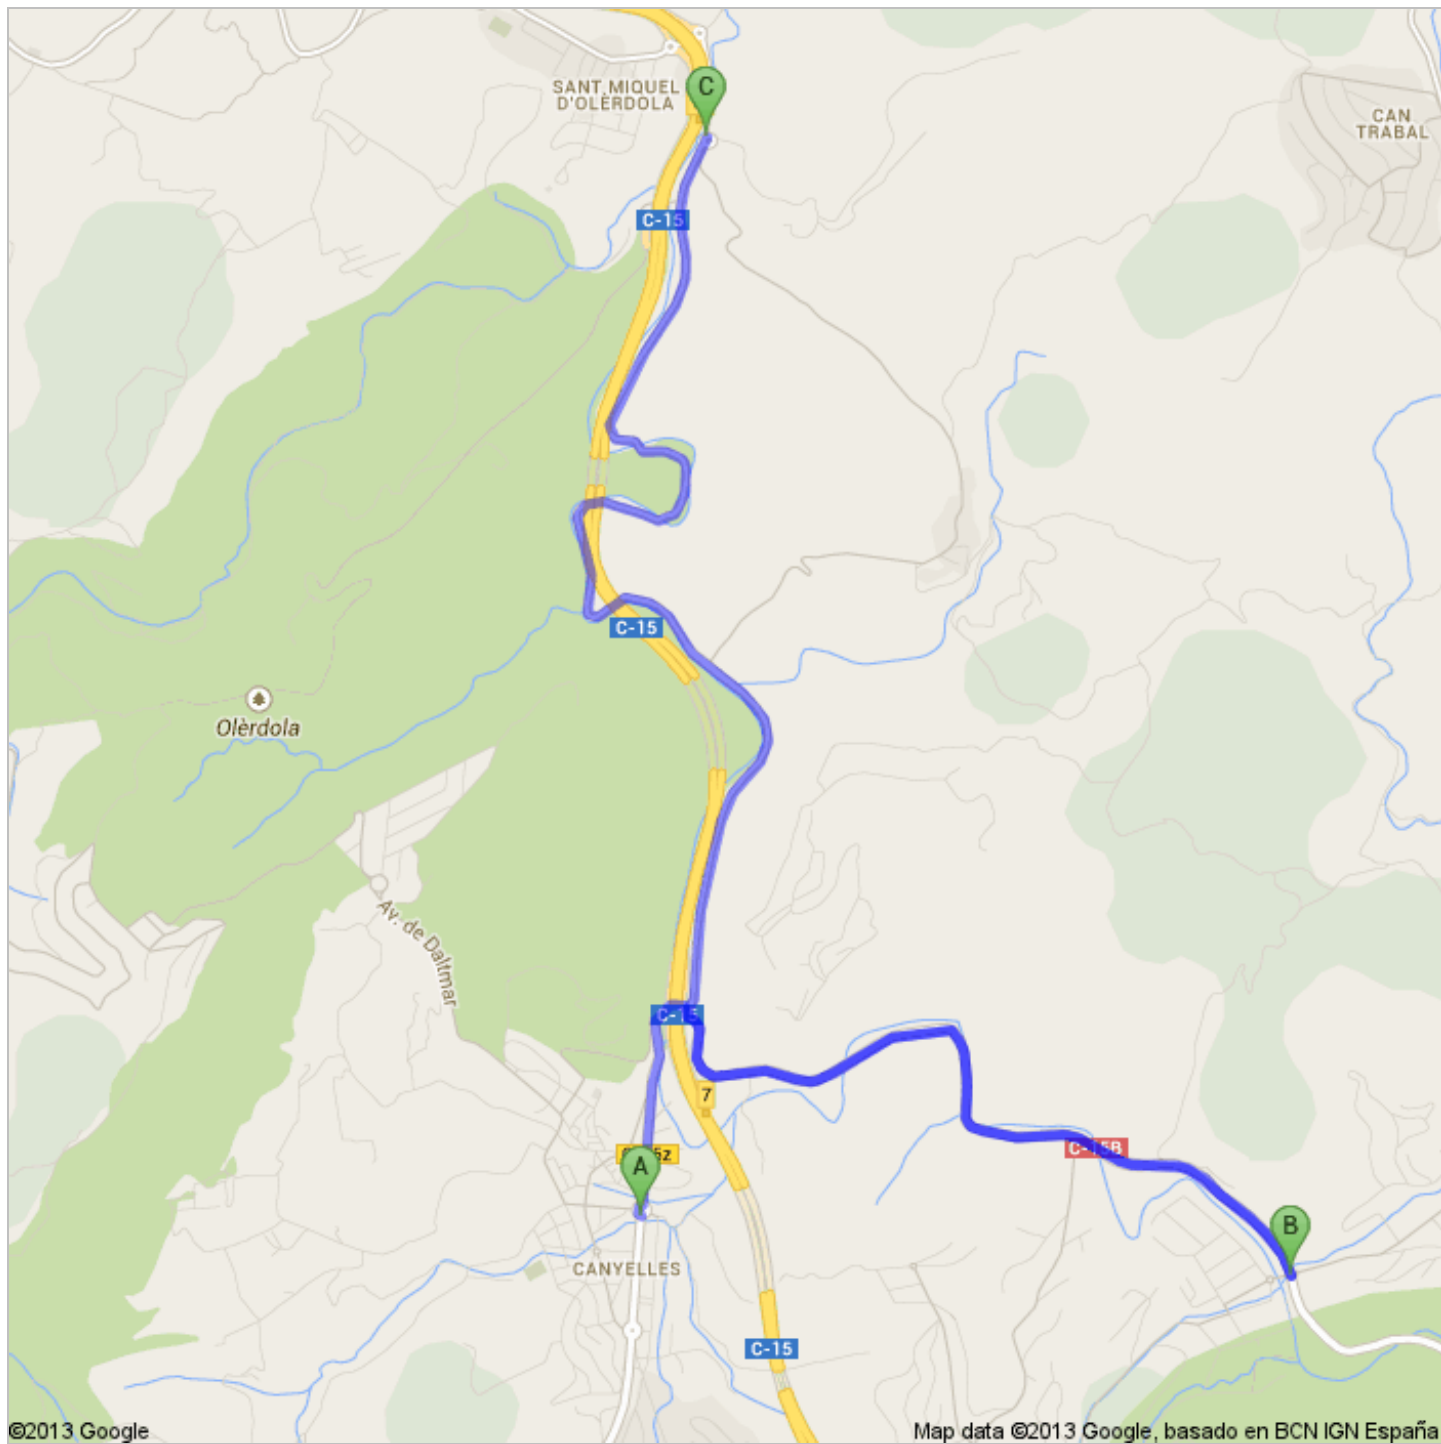 C
SANT MIQUEL
D'OLÈRDOLA
CAN
TRABAL
C-15
C-15
Olèrdola
Av. de Daltmar
C-15
7
C-15B
A
B
CANYELLES
C-15
©2013 Google
Map data ©2013 Google, basado en BCN IGN España